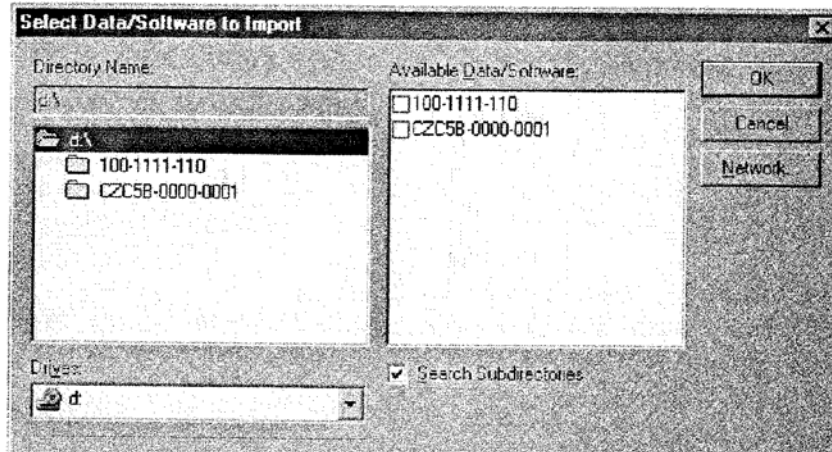 Select Data/Software to Import
Directory Name:
d:\
d:\
100-1111-110
CZC5B-0000-0001
Drives:
d:
Available Data/Software:
100-1111-110
CZC5B-0000-0001
Search Subdirectories
OK
Cancel
Network...